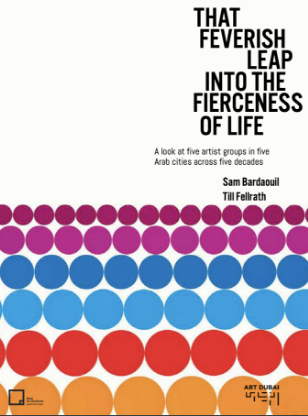 THAT
FEVERISH
LEAP
INTO THE
FIERCENESS
OF LIFE
A look at five artist groups in five
Arab cities across five decades
Sam Bardaouil
Till Fellrath
ART DUBAI